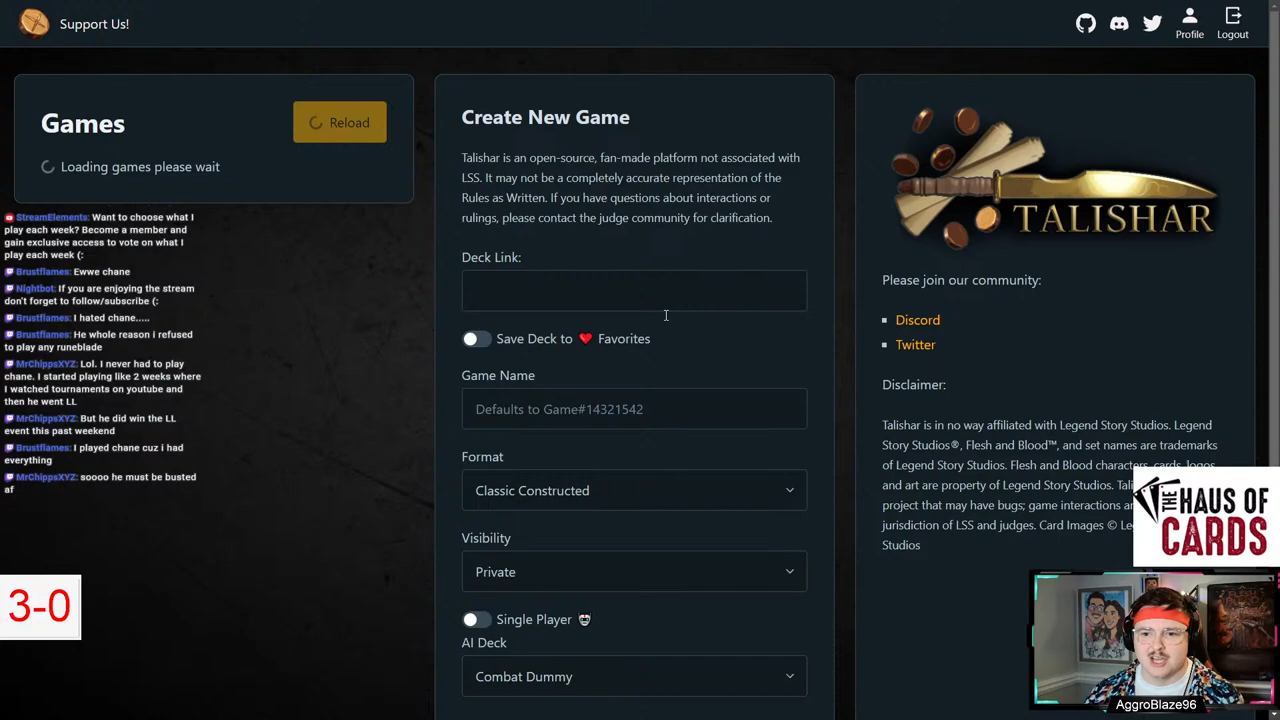 Support Us!
Profile
Logout
Games
Reload
Loading games please wait
StreamElements: Want to choose what I
play each week? Become a member and
gain exclusive access to vote on what I
play each week (:
Brustflames: Ewwe chane
Nightbot: If you are enjoying the stream
don't forget to follow/subscribe (:
Brustflames: I hated chane.....
Brustflames: He whole reason i refused
to play any runeblade
MrChippsXYZ: Lol. I never had to play
chane. I started playing like 2 weeks where
I watched tournaments on youtube and
then he went LL
MrChippsXYZ: But he did win the LL
event this past weekend
Brustflames: I played chane cuz i had
everything
MrChippsXYZ: soooo he must be busted
af
3-0
Create New Game
Talishar is an open-source, fan-made platform not associated with
LSS. It may not be a completely accurate representation of the
Rules as Written. If you have questions about interactions or
rulings, please contact the judge community for clarification.
Deck Link:
Save Deck to ❤️ Favorites
Game Name
Defaults to Game#14321542
Format
Classic Constructed
Visibility
Private
Single Player
AI Deck
Combat Dummy
TALISHAR
Please join our community:
Discord
Twitter
Disclaimer:
Talishar is in no way affiliated with Legend Story Studios. Legend
Story Studios®, Flesh and Blood™, and set names are trademarks
of Legend Story Studios. Flesh and Blood characters, cards, logos,
and art are property of Legend Story Studios. Tali
project that may have bugs; game interactions a
jurisdiction of LSS and judges. Card Images © Le
Studios
THE HAUS OF
CARDS
AggroBlaze96